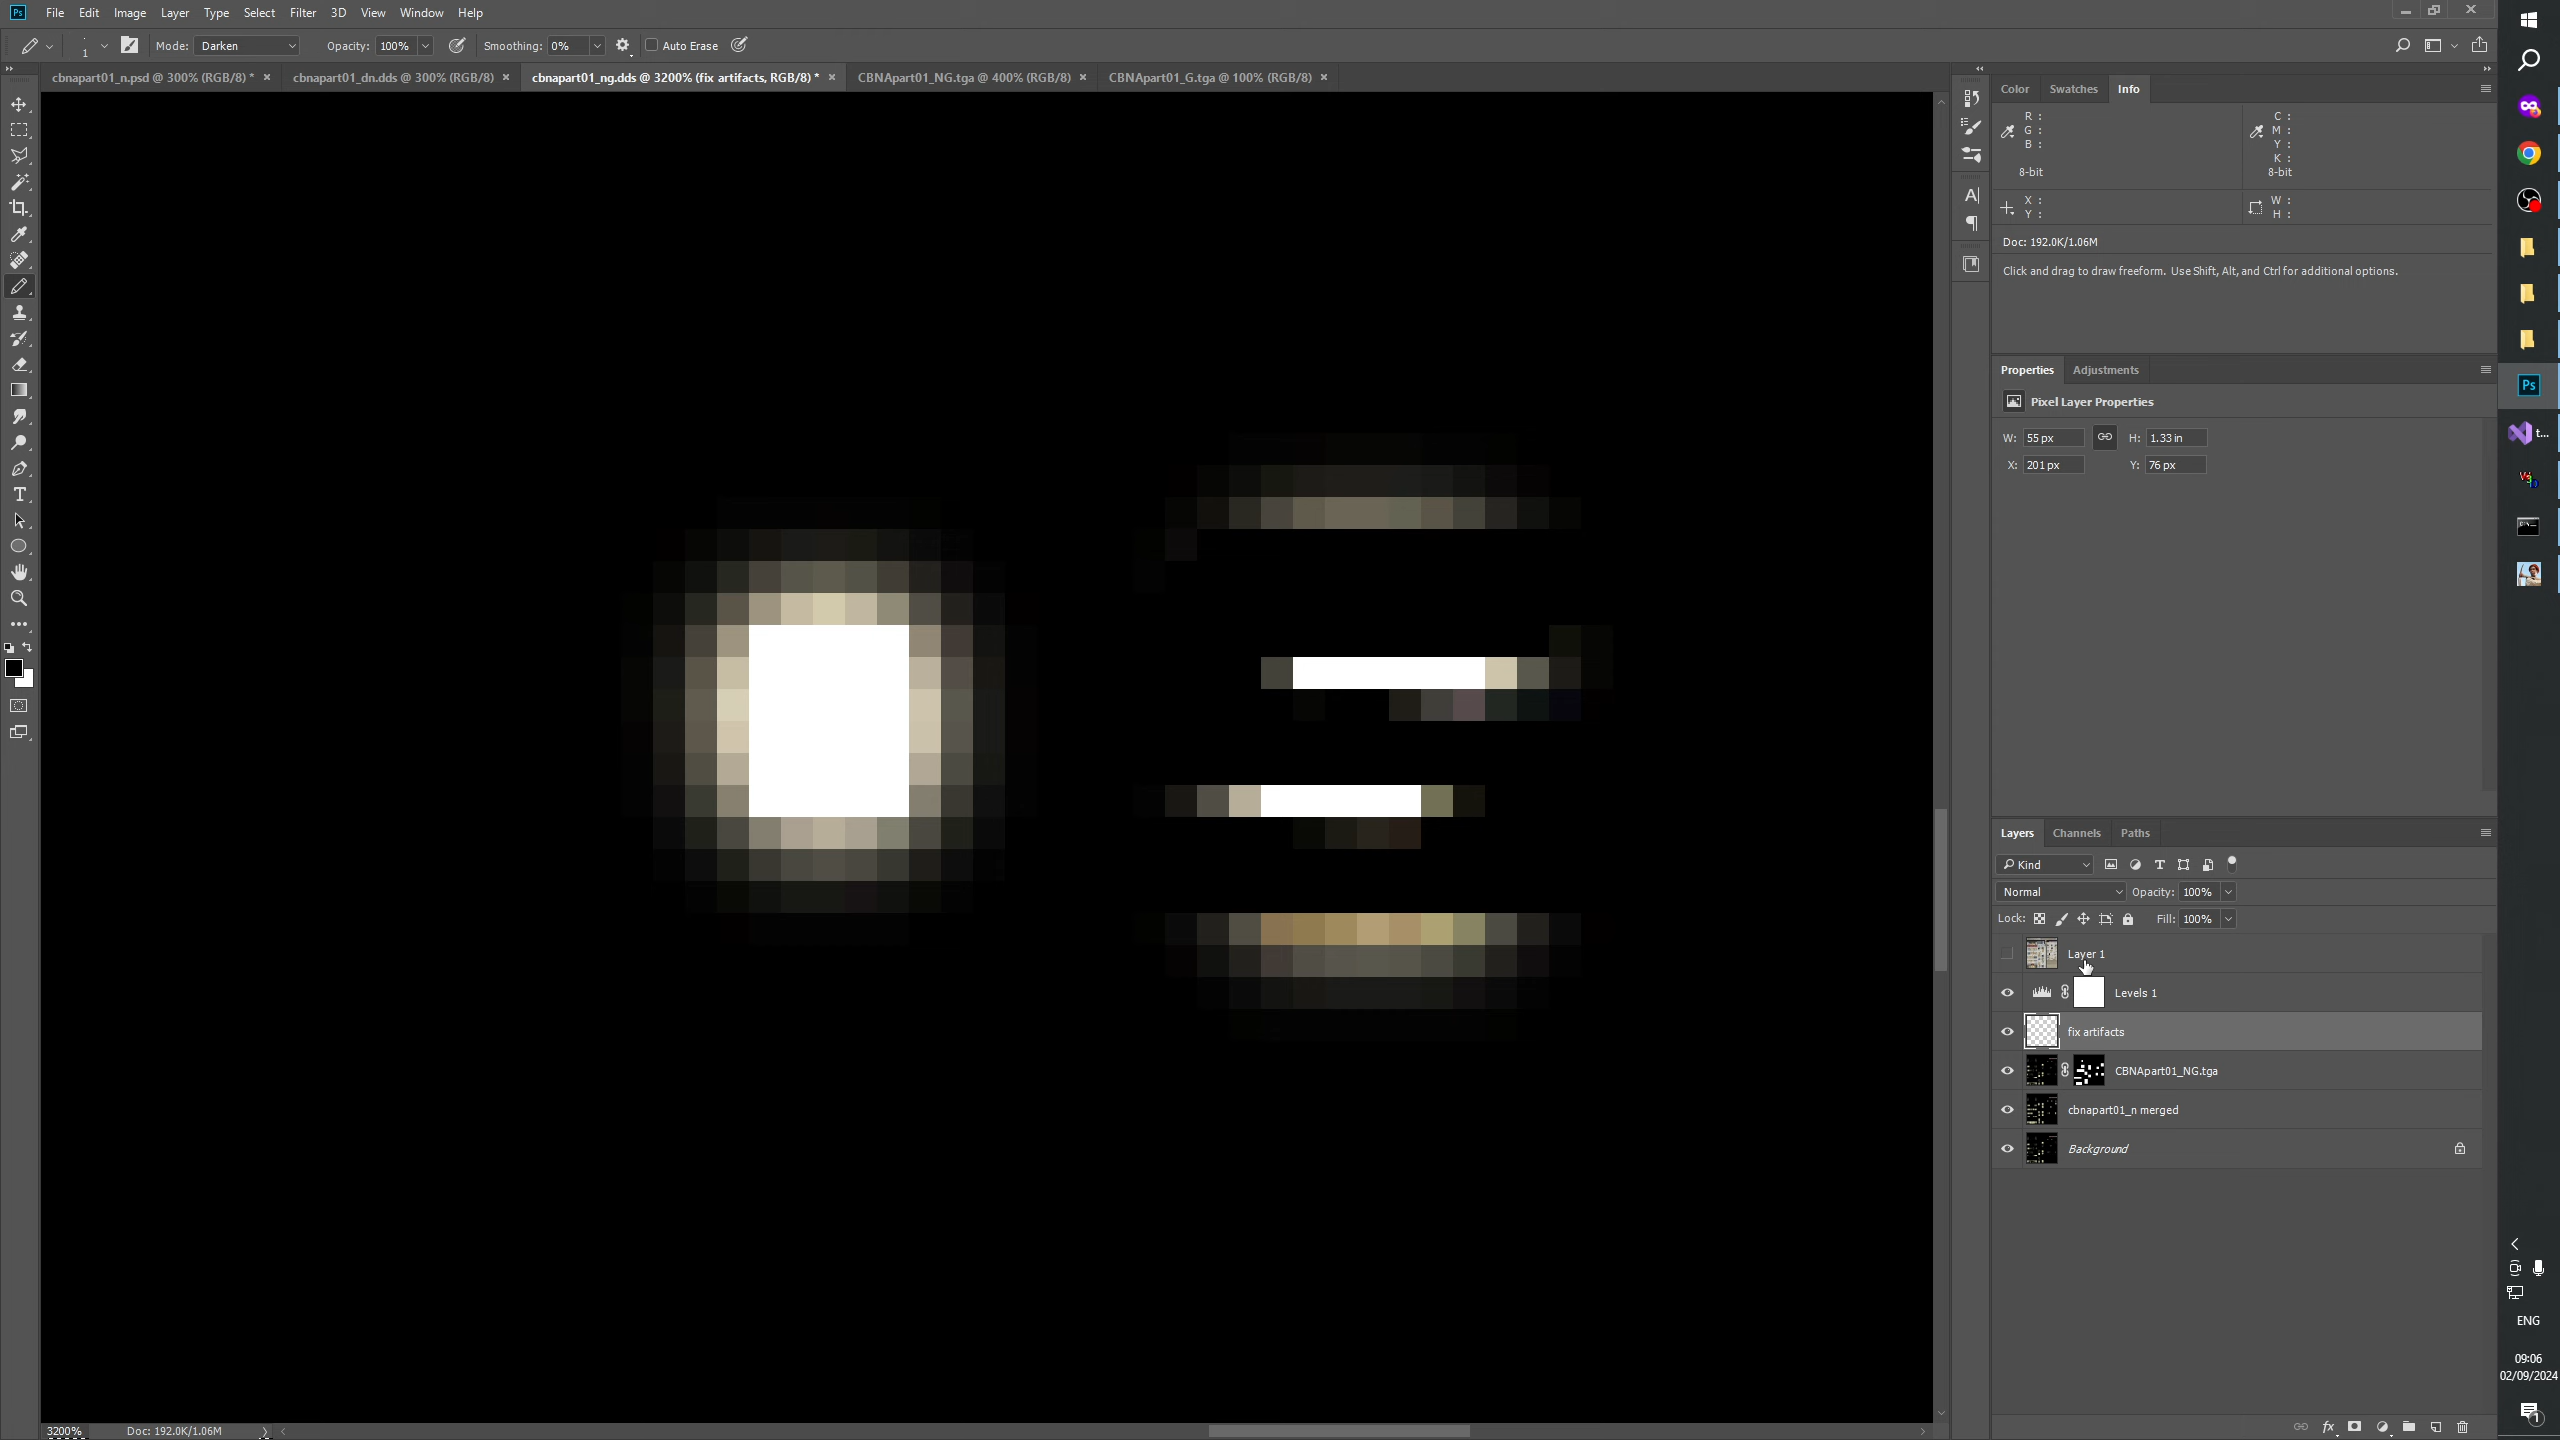 Ps File Edit Image Layer Type Select Filter 3D View Window Help
1 Mode: Darken Opacity: 100% Smoothing: 0% Auto Erase
cbnapart01_n.psd @ 300% (RGB/8) * × cbnapart01_dn.dds @ 300% (RGB/8) × cbnapart01_ng.dds @ 3200% (fix artifacts, RGB/8) * × CBNApart01_NG.tga @ 400% (RGB/8) × CBNApart01_G.tga @ 100% (RGB/8) ×
Color Swatches Info
R : C :
G : M :
B : Y :
K :
8-bit 8-bit
X : W :
Y : H :
Doc: 192.0K/1.06M
Click and drag to draw freeform. Use Shift, Alt, and Ctrl for additional options.
Properties Adjustments
Pixel Layer Properties
W: 55 px H: 1.33 in
X: 201 px Y: 76 px
Layers Channels Paths
Kind
Normal Opacity: 100%
Lock: Fill: 100%
Layer 1
Levels 1
fix artifacts
CBNApart01_NG.tga
cbnapart01_n merged
Background
Ps
t...
ENG
09:06
02/09/2024
1
3200% Doc: 192.0K/1.06M